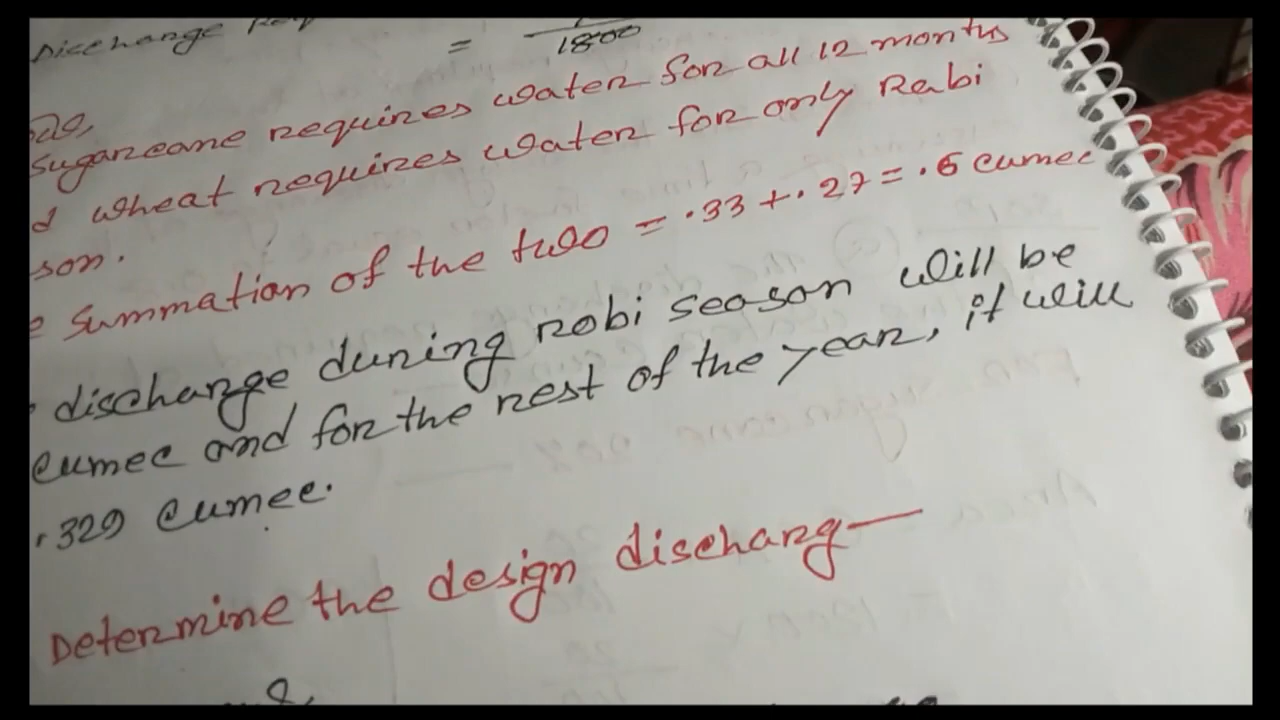 Discharge
= 1800
Sugarcane requires water for all 12 months
d wheat requires water for only Rabi
son.
e Summation of the two = .33 + .27 = .6 cumec
discharge during robi season will be
cumec and for the rest of the year, it will
.329 cumec.
Determine the design discharg—